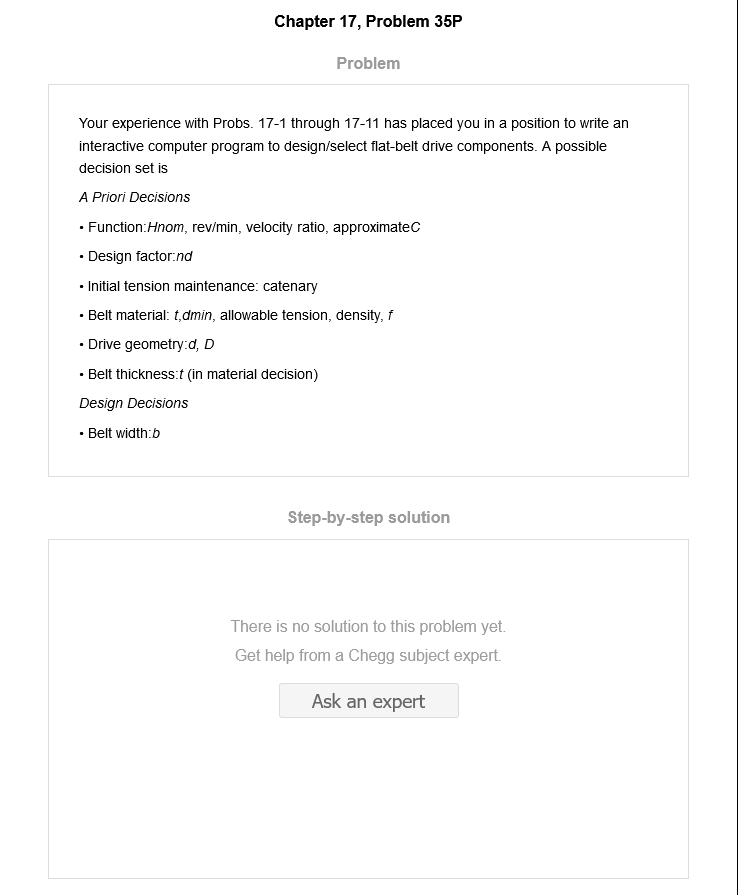 Chapter 17, Problem 35P
Problem
Your experience with Probs. 17-1 through 17-11 has placed you in a position to write an
interactive computer program to design/select flat-belt drive components. A possible
decision set is
A Priori Decisions
• Function:Hnom, rev/min, velocity ratio, approximateC
• Design factor:nd
• Initial tension maintenance: catenary
• Belt material: t,dmin, allowable tension, density, f
• Drive geometry:d, D
• Belt thickness:t (in material decision)
Design Decisions
• Belt width:b
Step-by-step solution
There is no solution to this problem yet.
Get help from a Chegg subject expert.
Ask an expert